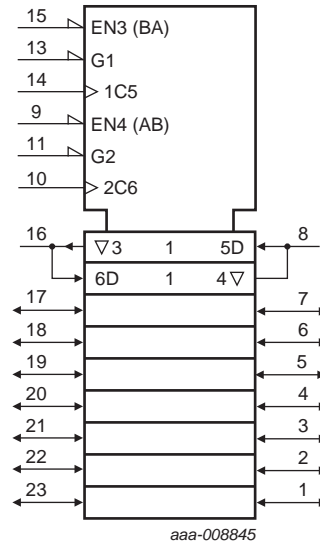 15 EN3 (BA)
13 G1
14 1C5
9 EN4 (AB)
11 G2
10 2C6
16 ▽3 1 5D 8
6D 1 4▽
17 7
18 6
19 5
20 4
21 3
22 2
23 1
aaa-008845